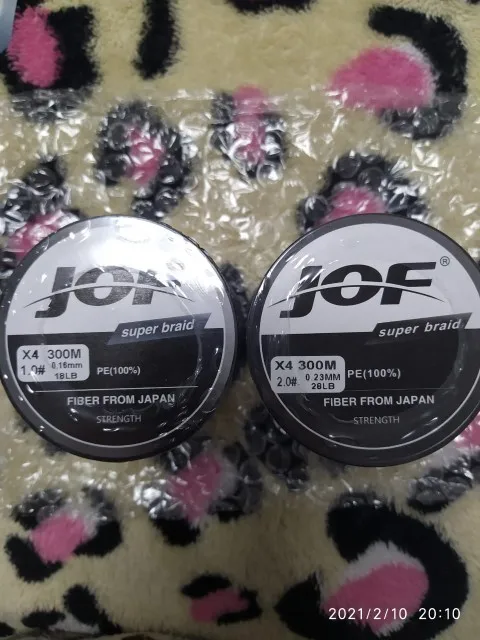 JOF
super braid
X4 300M
1.0# 0.16mm
18LB
PE(100%)
FIBER FROM JAPAN
STRENGTH
JOF®
super braid
X4 300M
2.0# 0.23MM
28LB
PE(100%)
FIBER FROM JAPAN
STRENGTH
2021/2/10 20:10